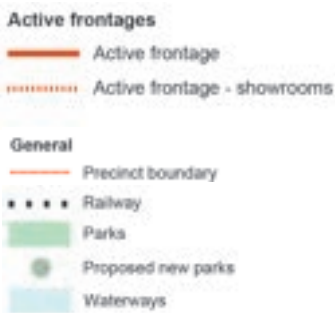 Active frontages
Active frontage
Active frontage - showrooms
General
Precinct boundary
Railway
Parks
Proposed new parks
Waterways